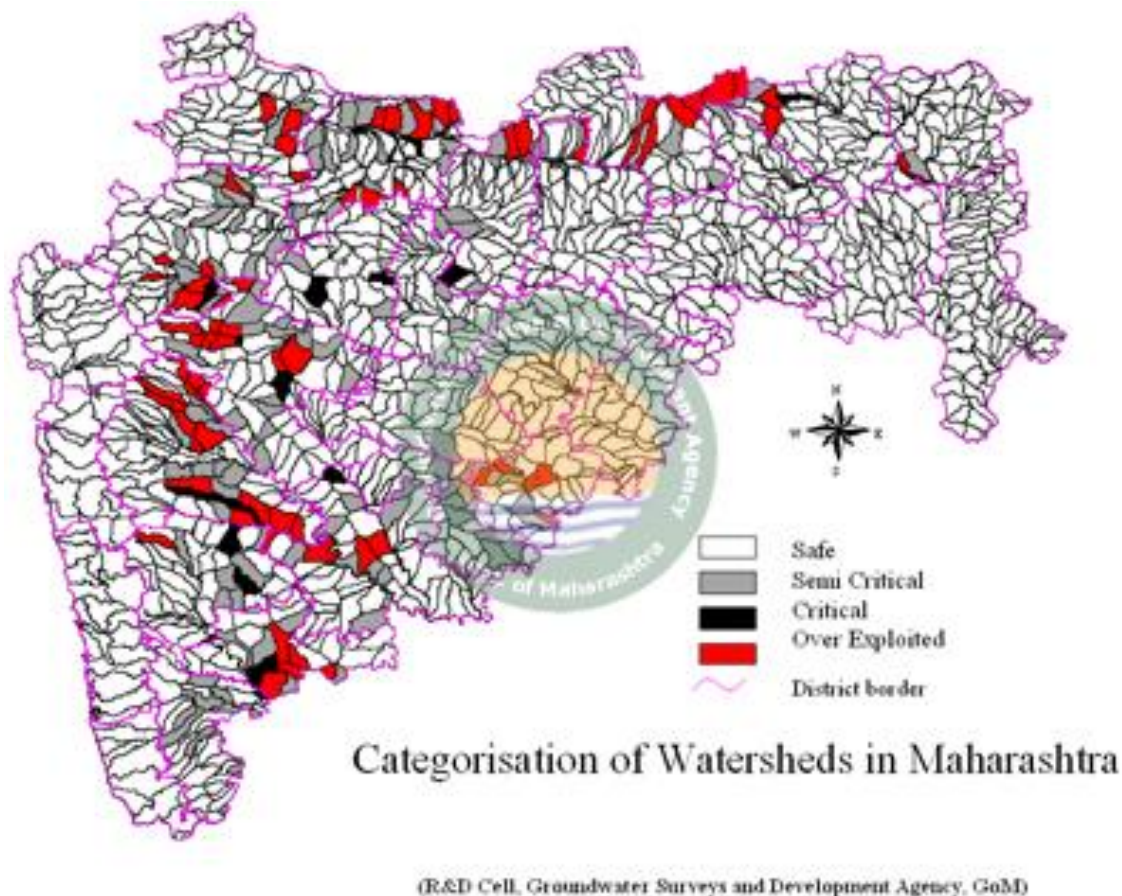 N
W E
S
Agency
of Maharashtra
Safe
Semi Critical
Critical
Over Exploited
District border
Categorisation of Watersheds in Maharashtra
(R&D Cell, Groundwater Surveys and Development Agency, GoM)